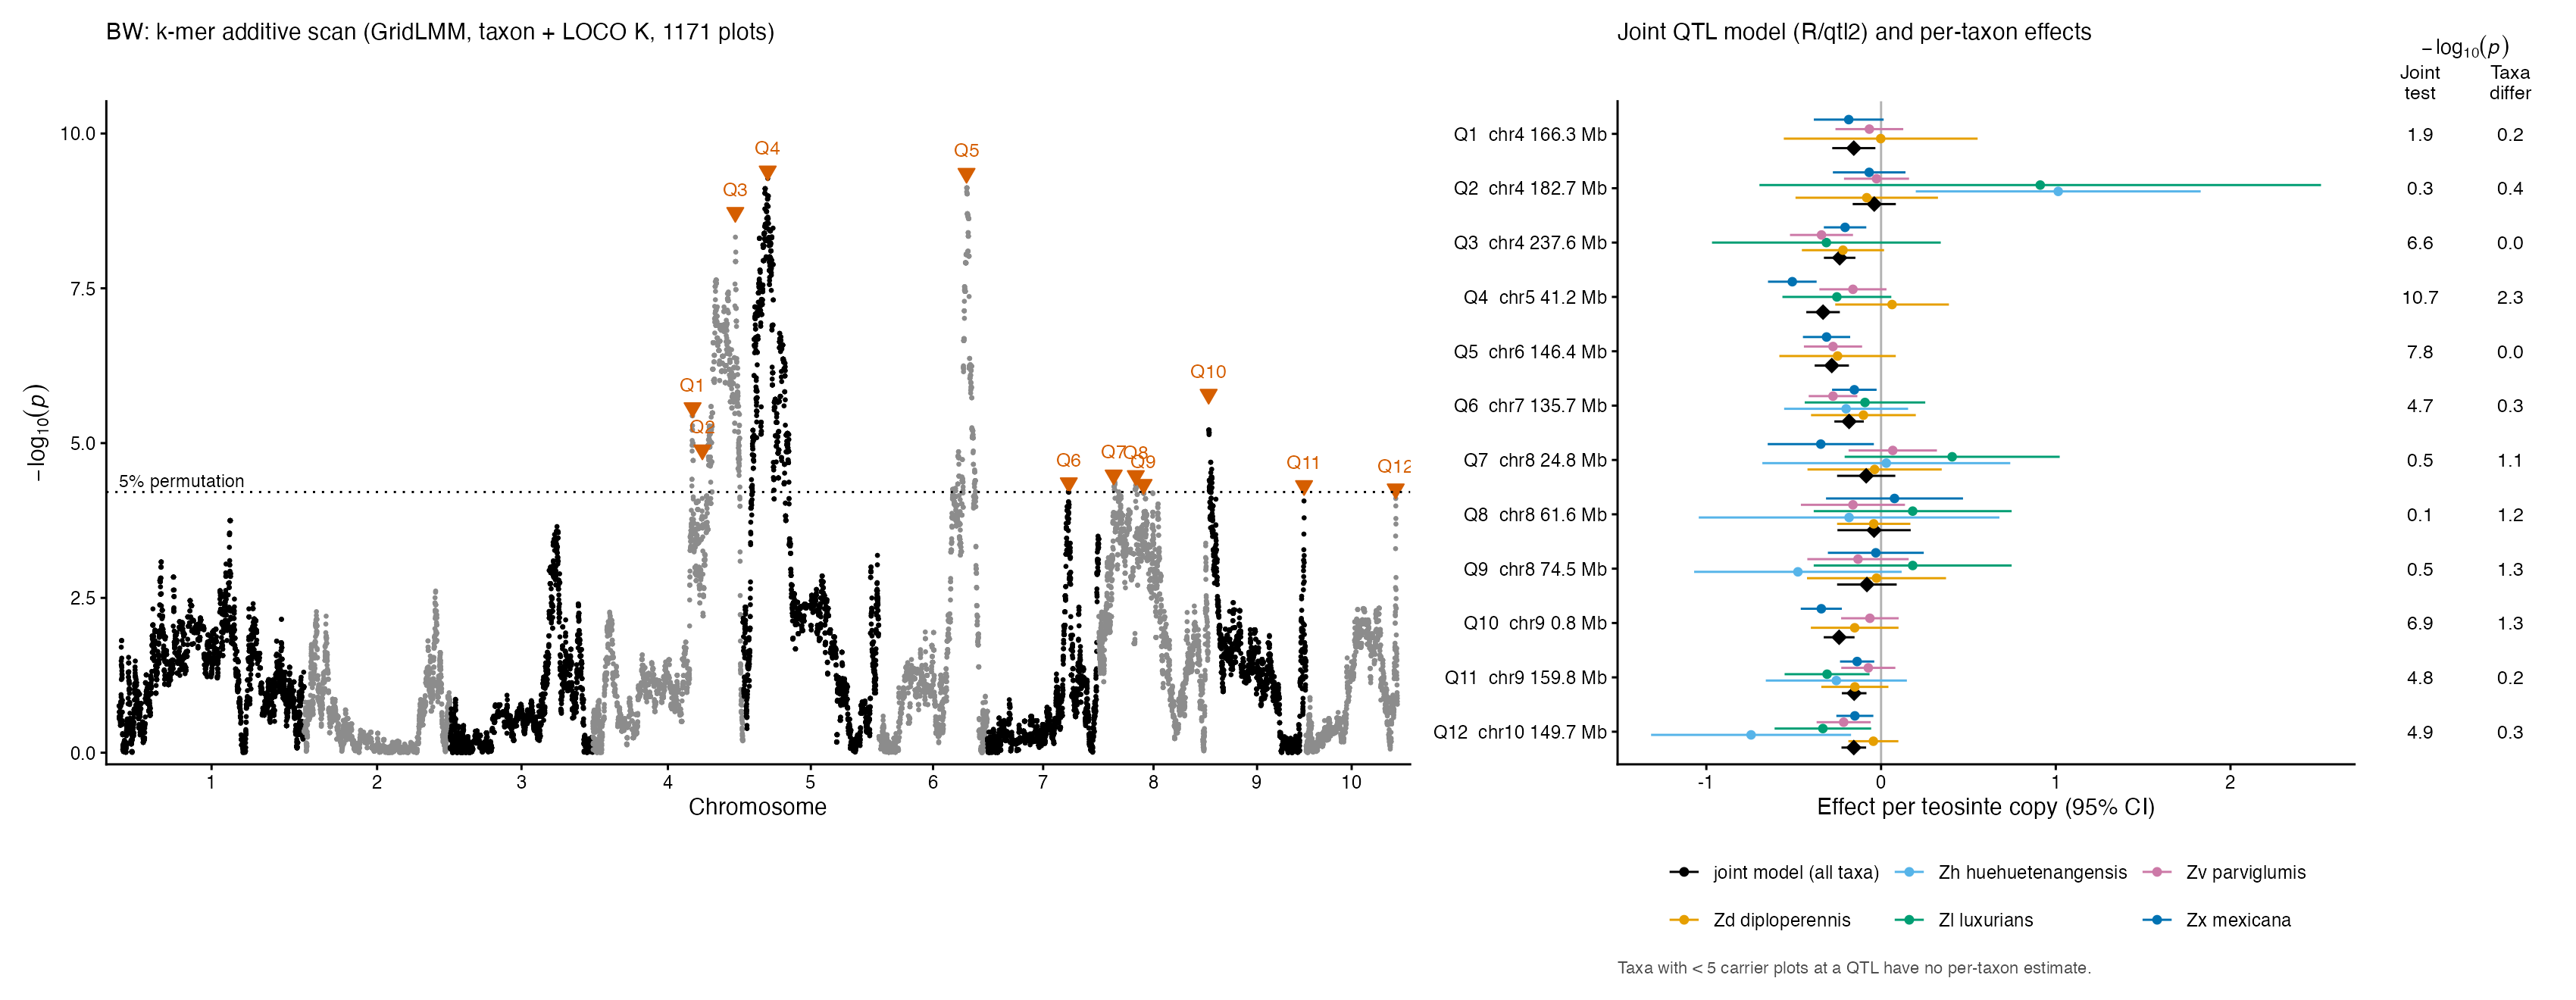 BW: k-mer additive scan (GridLMM, taxon + LOCO K, 1171 plots)
−log10(p)
10.0
7.5
5.0
2.5
0.0
5% permutation
Q1
Q2
Q3
Q4
Q5
Q6
Q7
Q8
Q9
Q10
Q11
Q12
1 2 3 4 5 6 7 8 9 10
Chromosome
Joint QTL model (R/qtl2) and per-taxon effects
−log10(p)
Joint test
Taxa differ
Q1 chr4 166.3 Mb 1.9 0.2
Q2 chr4 182.7 Mb 0.3 0.4
Q3 chr4 237.6 Mb 6.6 0.0
Q4 chr5 41.2 Mb 10.7 2.3
Q5 chr6 146.4 Mb 7.8 0.0
Q6 chr7 135.7 Mb 4.7 0.3
Q7 chr8 24.8 Mb 0.5 1.1
Q8 chr8 61.6 Mb 0.1 1.2
Q9 chr8 74.5 Mb 0.5 1.3
Q10 chr9 0.8 Mb 6.9 1.3
Q11 chr9 159.8 Mb 4.8 0.2
Q12 chr10 149.7 Mb 4.9 0.3
-1 0 1 2
Effect per teosinte copy (95% CI)
joint model (all taxa) Zh huehuetenangensis Zv parviglumis
Zd diploperennis Zl luxurians Zx mexicana
Taxa with < 5 carrier plots at a QTL have no per-taxon estimate.